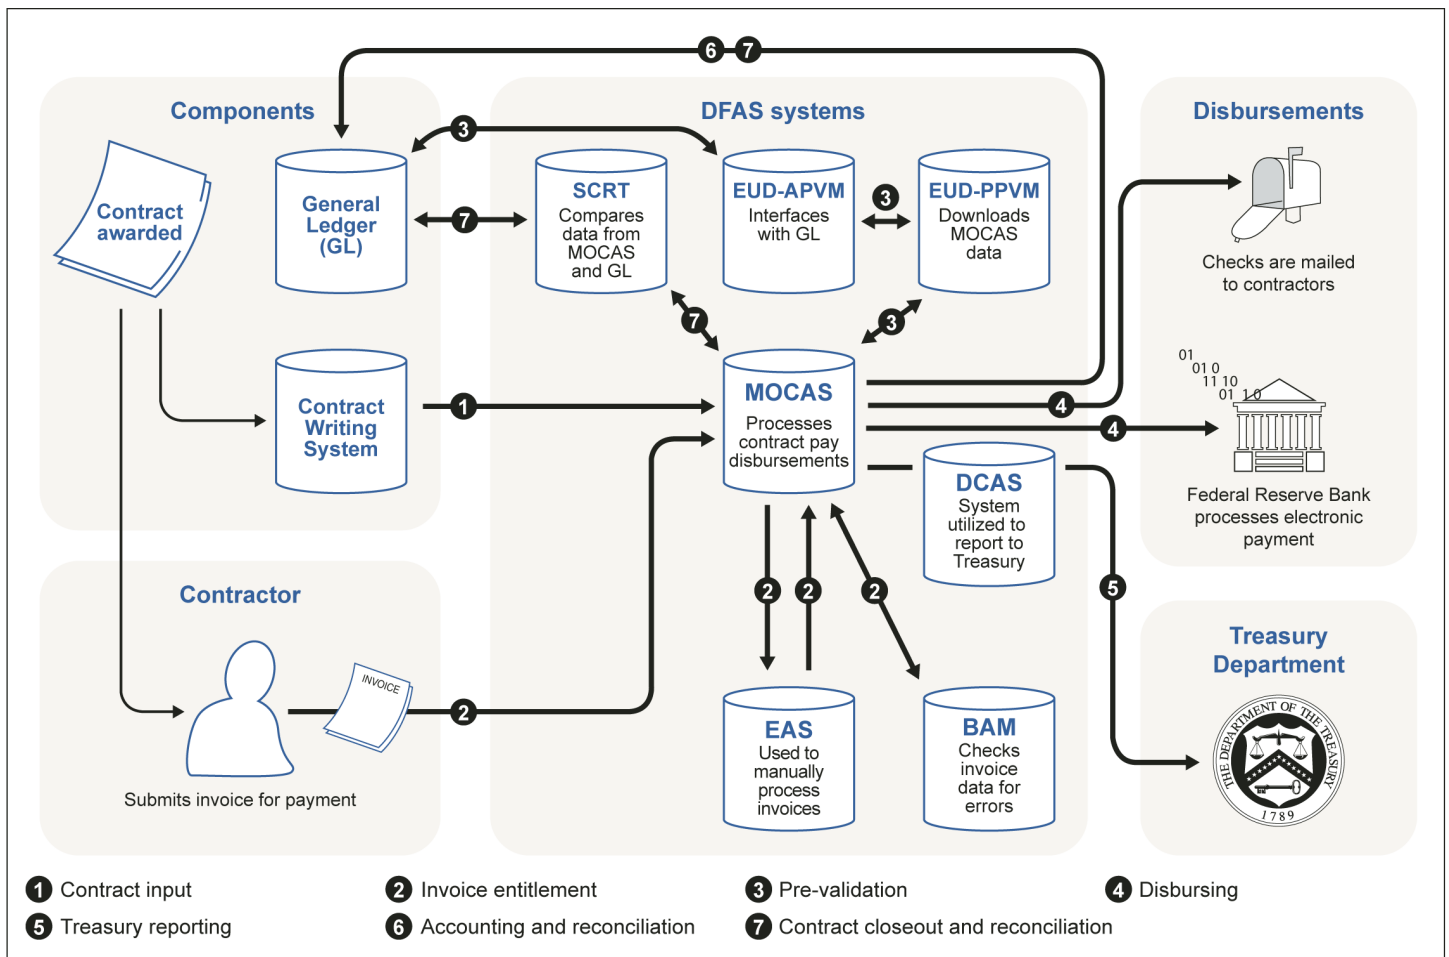 6 7
Components
DFAS systems
Disbursements
3
Contract
awarded
General
Ledger
(GL)
7
SCRT
Compares
data from
MOCAS
and GL
EUD-APVM
Interfaces
with GL
3
EUD-PPVM
Downloads
MOCAS
data
Checks are mailed
to contractors
7
3
Contract
Writing
System
1
MOCAS
Processes
contract pay
disbursements
4
4
01
01 0
11 10
01 1 0
Federal Reserve Bank
processes electronic
payment
DCAS
System
utilized to
report to
Treasury
2
2
2
5
Contractor
INVOICE
2
Submits invoice for payment
EAS
Used to
manually
process
invoices
BAM
Checks
invoice
data for
errors
Treasury
Department
THE DEPARTMENT OF THE TREASURY
1789
1 Contract input
2 Invoice entitlement
3 Pre-validation
4 Disbursing
5 Treasury reporting
6 Accounting and reconciliation
7 Contract closeout and reconciliation